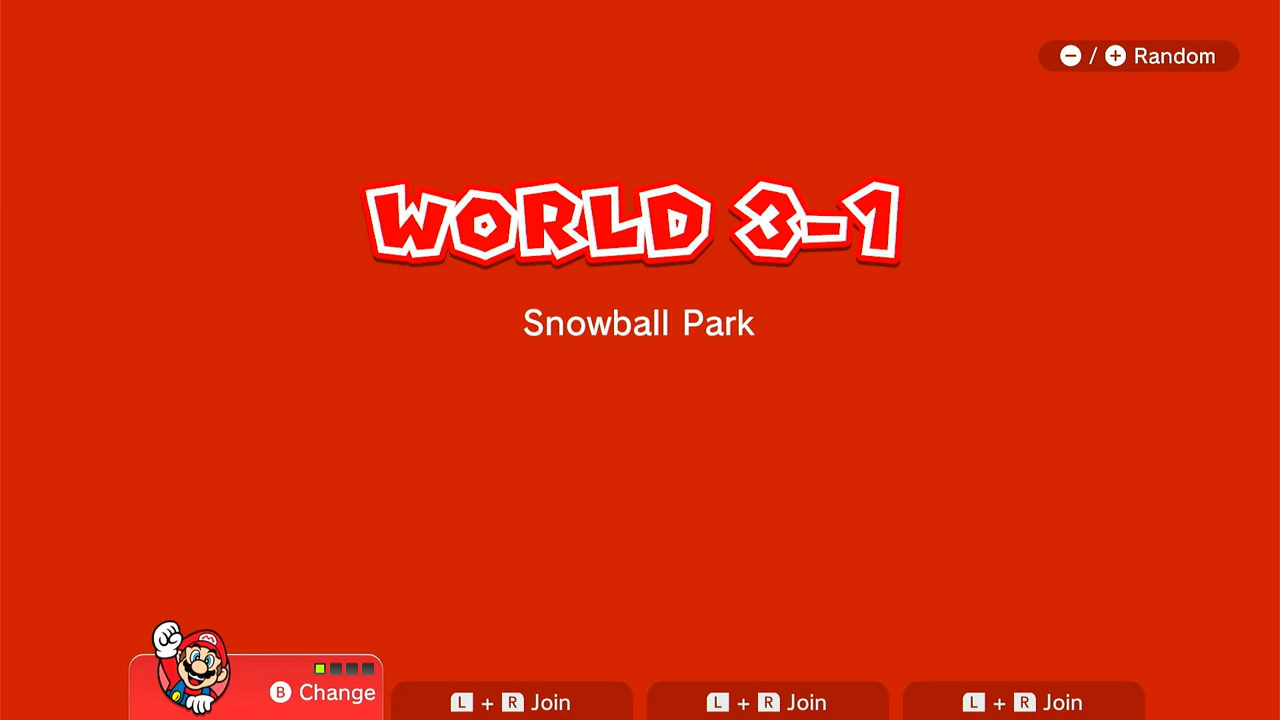 - / + Random
WORLD 3-1
Snowball Park
B Change
L + R Join
L + R Join
L + R Join